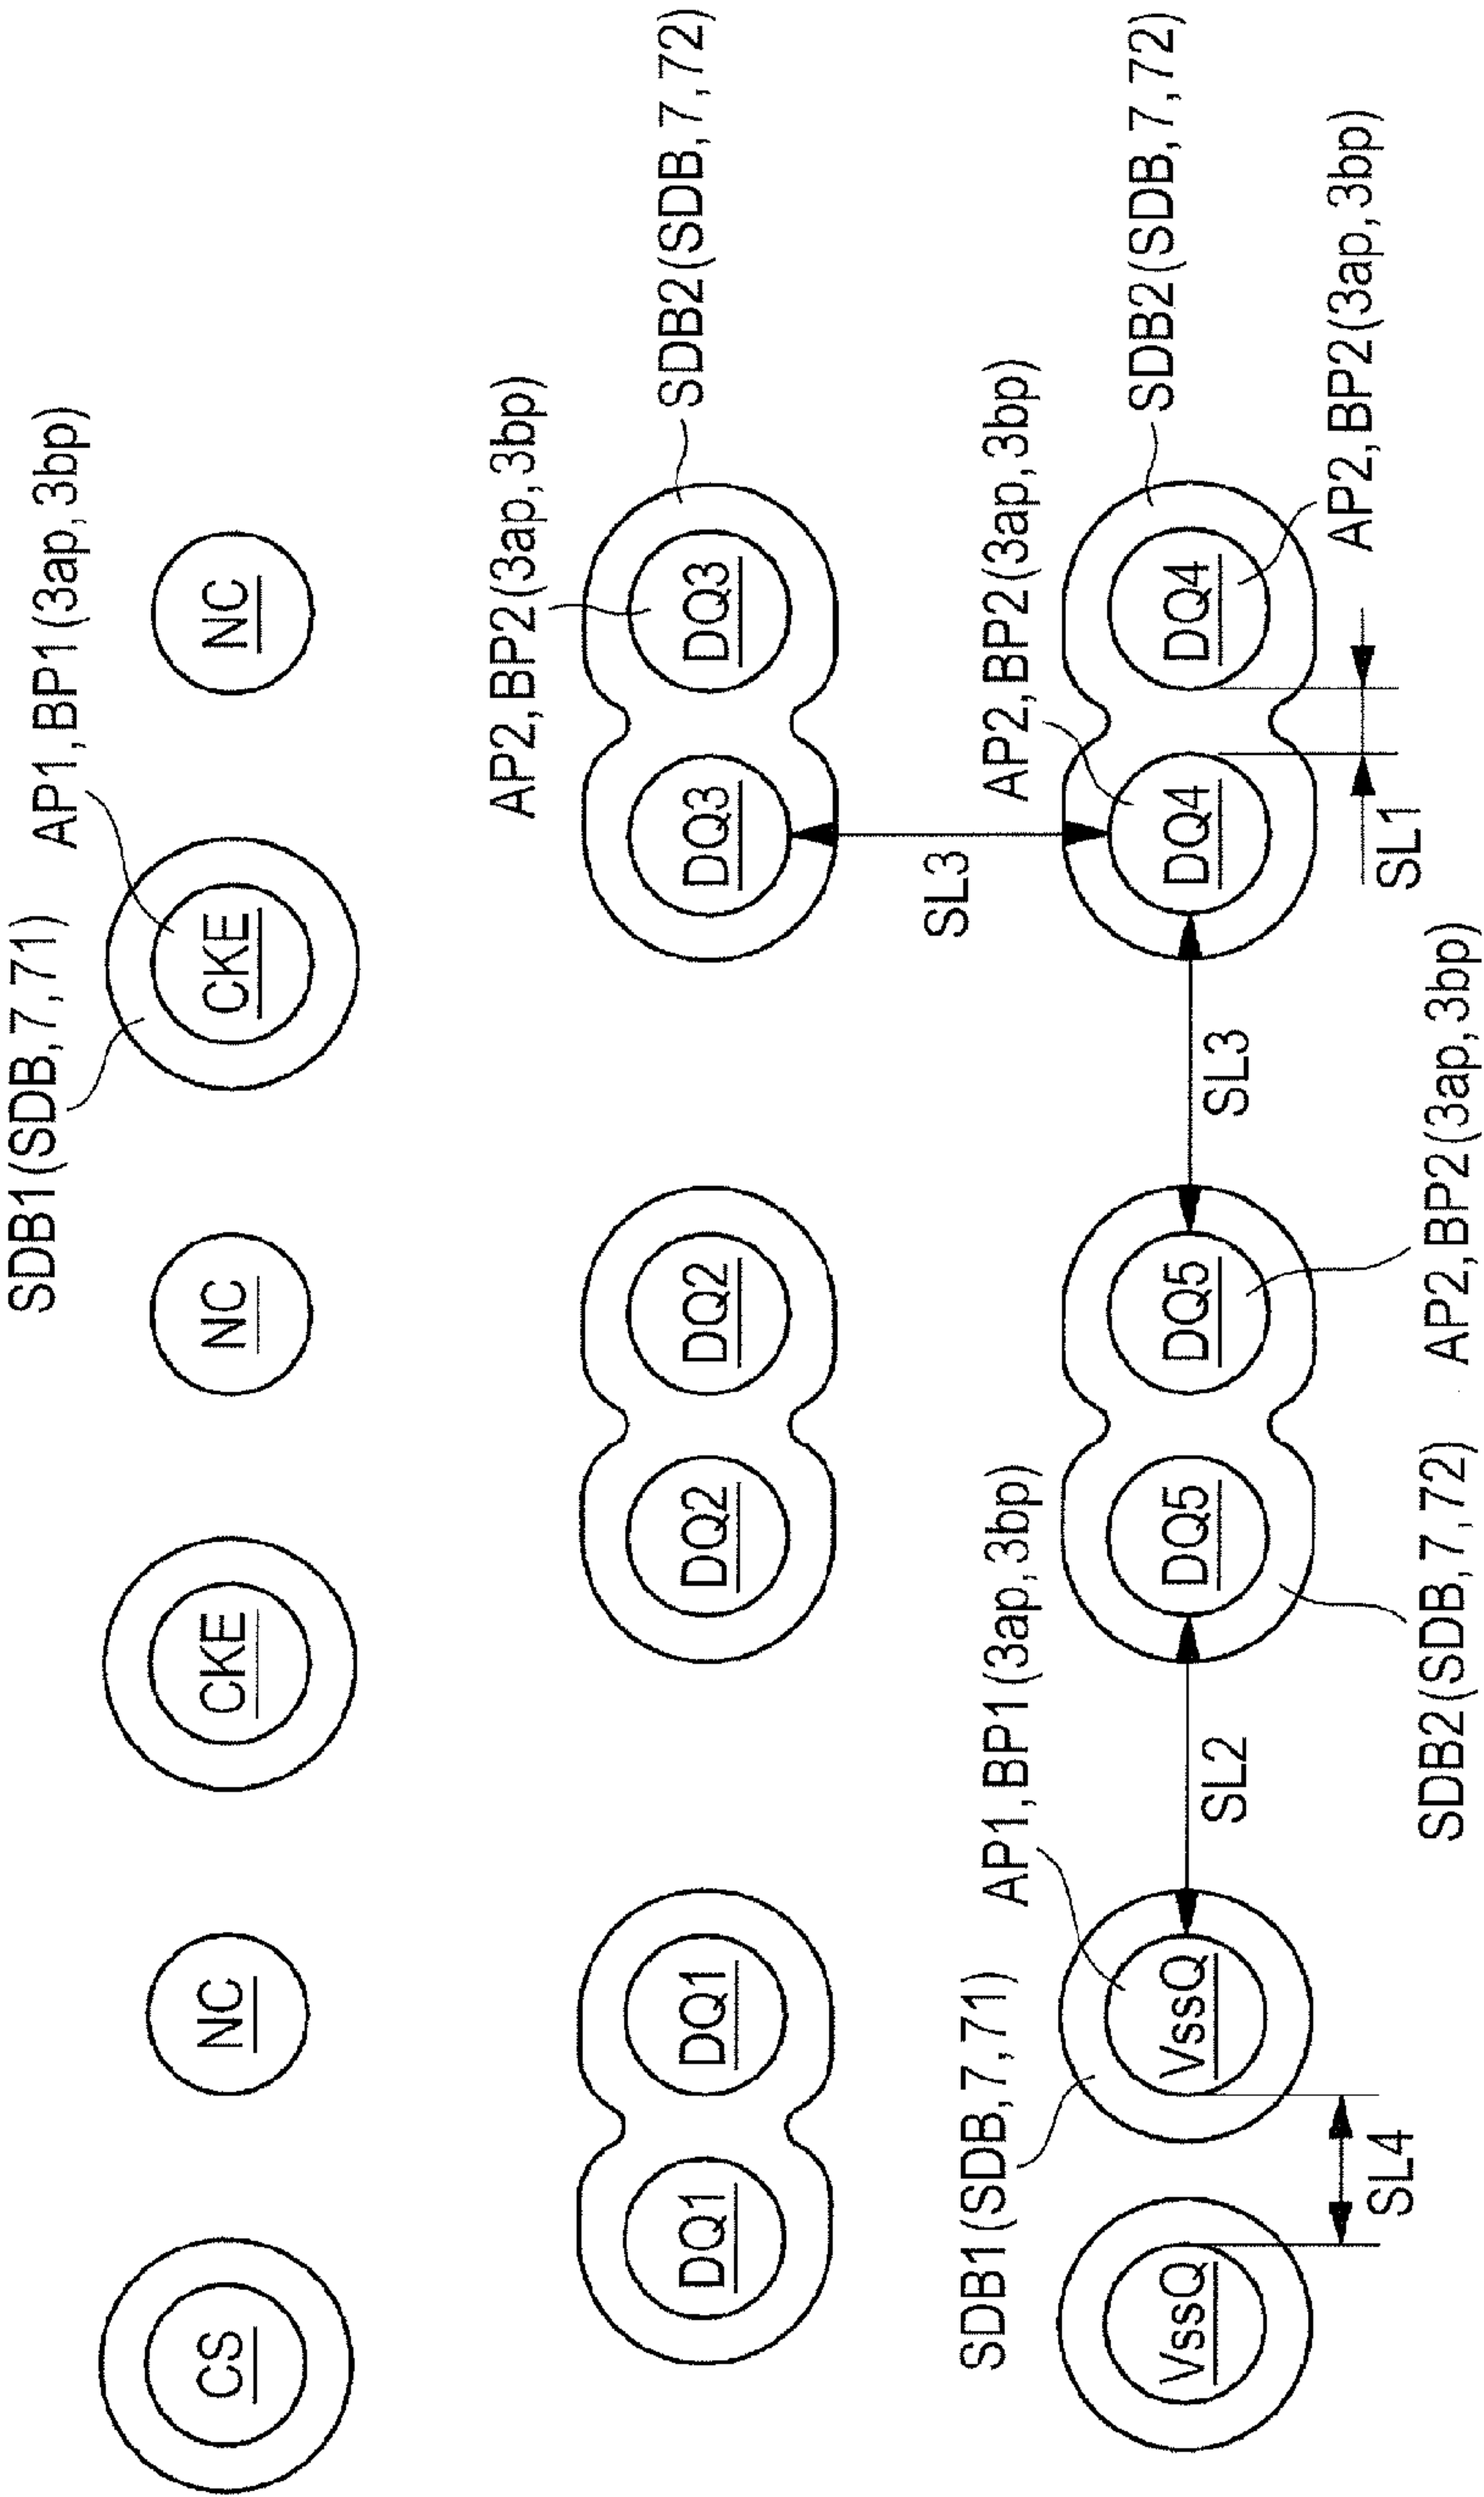 SDB1(SDB,7,71)
AP1,BP1(3ap,3bp)
CS
NC
CKE
NC
CKE
NC
AP2,BP2(3ap,3bp)
SDB2(SDB,7,72)
DQ1
DQ1
DQ2
DQ2
DQ3
DQ3
SL3
SDB1(SDB,7,71)
AP1,BP1(3ap,3bp)
AP2,BP2(3ap,3bp)
SDB2(SDB,7,72)
VssQ
VssQ
DQ5
DQ5
DQ4
DQ4
SL2
SL3
AP2,BP2(3ap,3bp)
SL4
SL1
SDB2(SDB,7,72)
AP2,BP2(3ap,3bp)